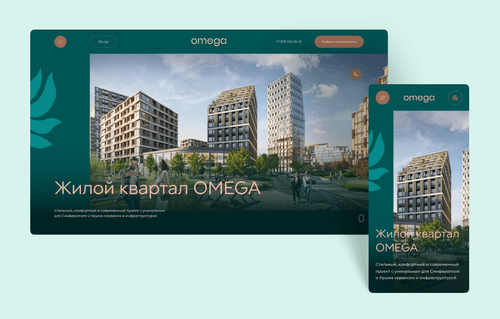 omega
Жилой квартал OMEGA
Стильный, комфортный и современный проект с уникальным
для Симферополя и Крыма сервисом и инфраструктурой
omega
Жилой квартал
OMEGA
Стильный, комфортный и современный
проект с уникальным для Симферополя
и Крыма сервисом и инфраструктурой